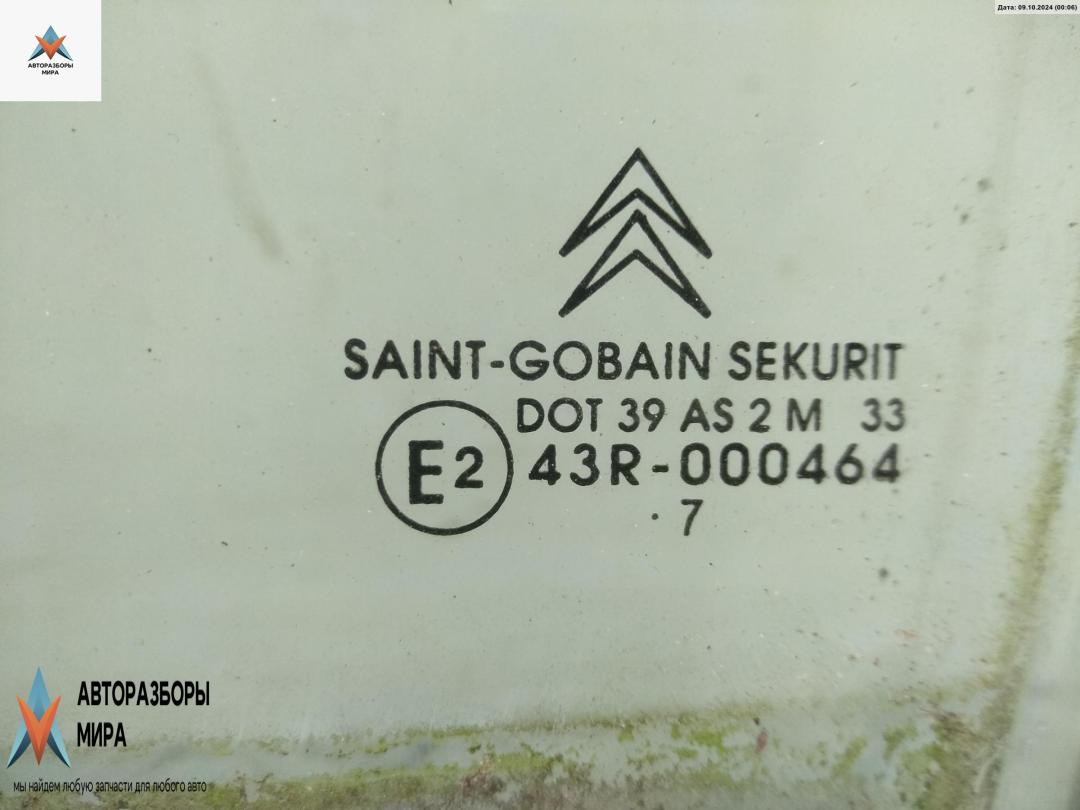 Дата: 09.10.2024 (00:06)
АВТОРАЗБОРЫ
МИРА
SAINT-GOBAIN SEKURIT
DOT 39 AS 2 M 33
E2 43R-000464
. 7
АВТОРАЗБОРЫ
МИРА
мы найдем любую запчасти для любого авто